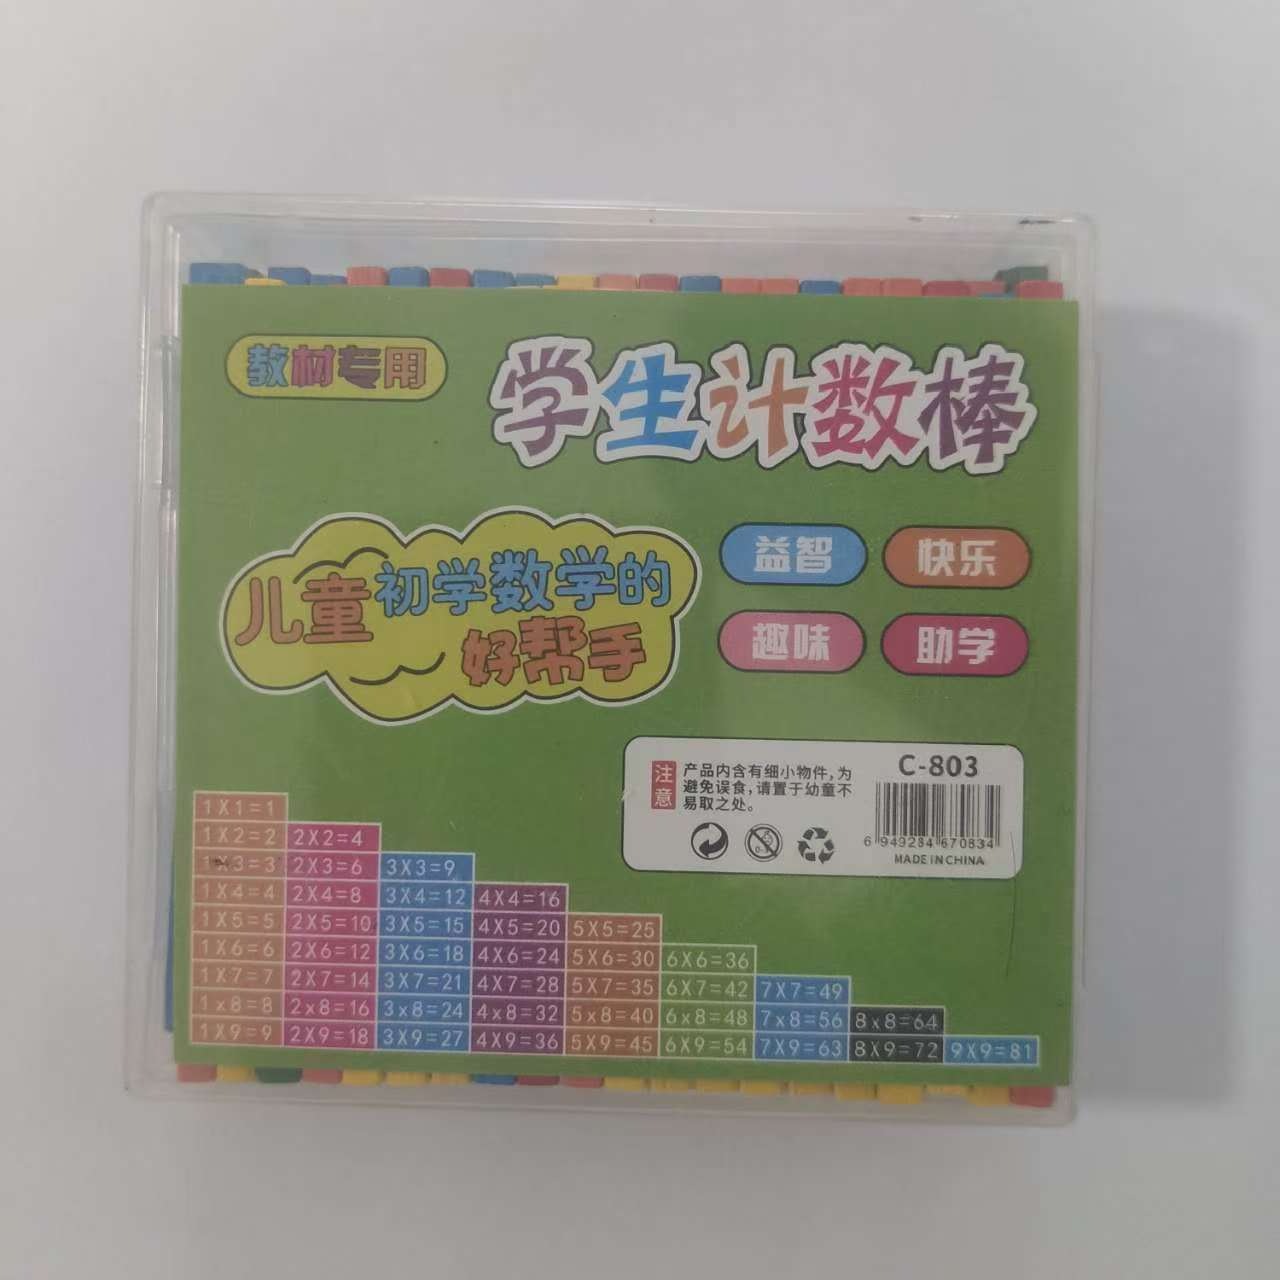 教材专用
学生计数棒
儿童初学数学的
好帮手
益智
快乐
趣味
助学
注意
产品内含有细小物件,为
避免误食,请置于幼童不
易取之处。
C-803
0-3
6 949284 670834
MADE IN CHINA
1X1=1
1X2=2 2X2=4
1X3=3 2X3=6 3X3=9
1X4=4 2X4=8 3X4=12 4X4=16
1X5=5 2X5=10 3X5=15 4X5=20 5X5=25
1X6=6 2X6=12 3X6=18 4X6=24 5X6=30 6X6=36
1X7=7 2X7=14 3X7=21 4X7=28 5X7=35 6X7=42 7X7=49
1x8=8 2x8=16 3x8=24 4x8=32 5x8=40 6x8=48 7x8=56 8x8=64
1X9=9 2X9=18 3X9=27 4X9=36 5X9=45 6X9=54 7X9=63 8X9=72 9X9=81